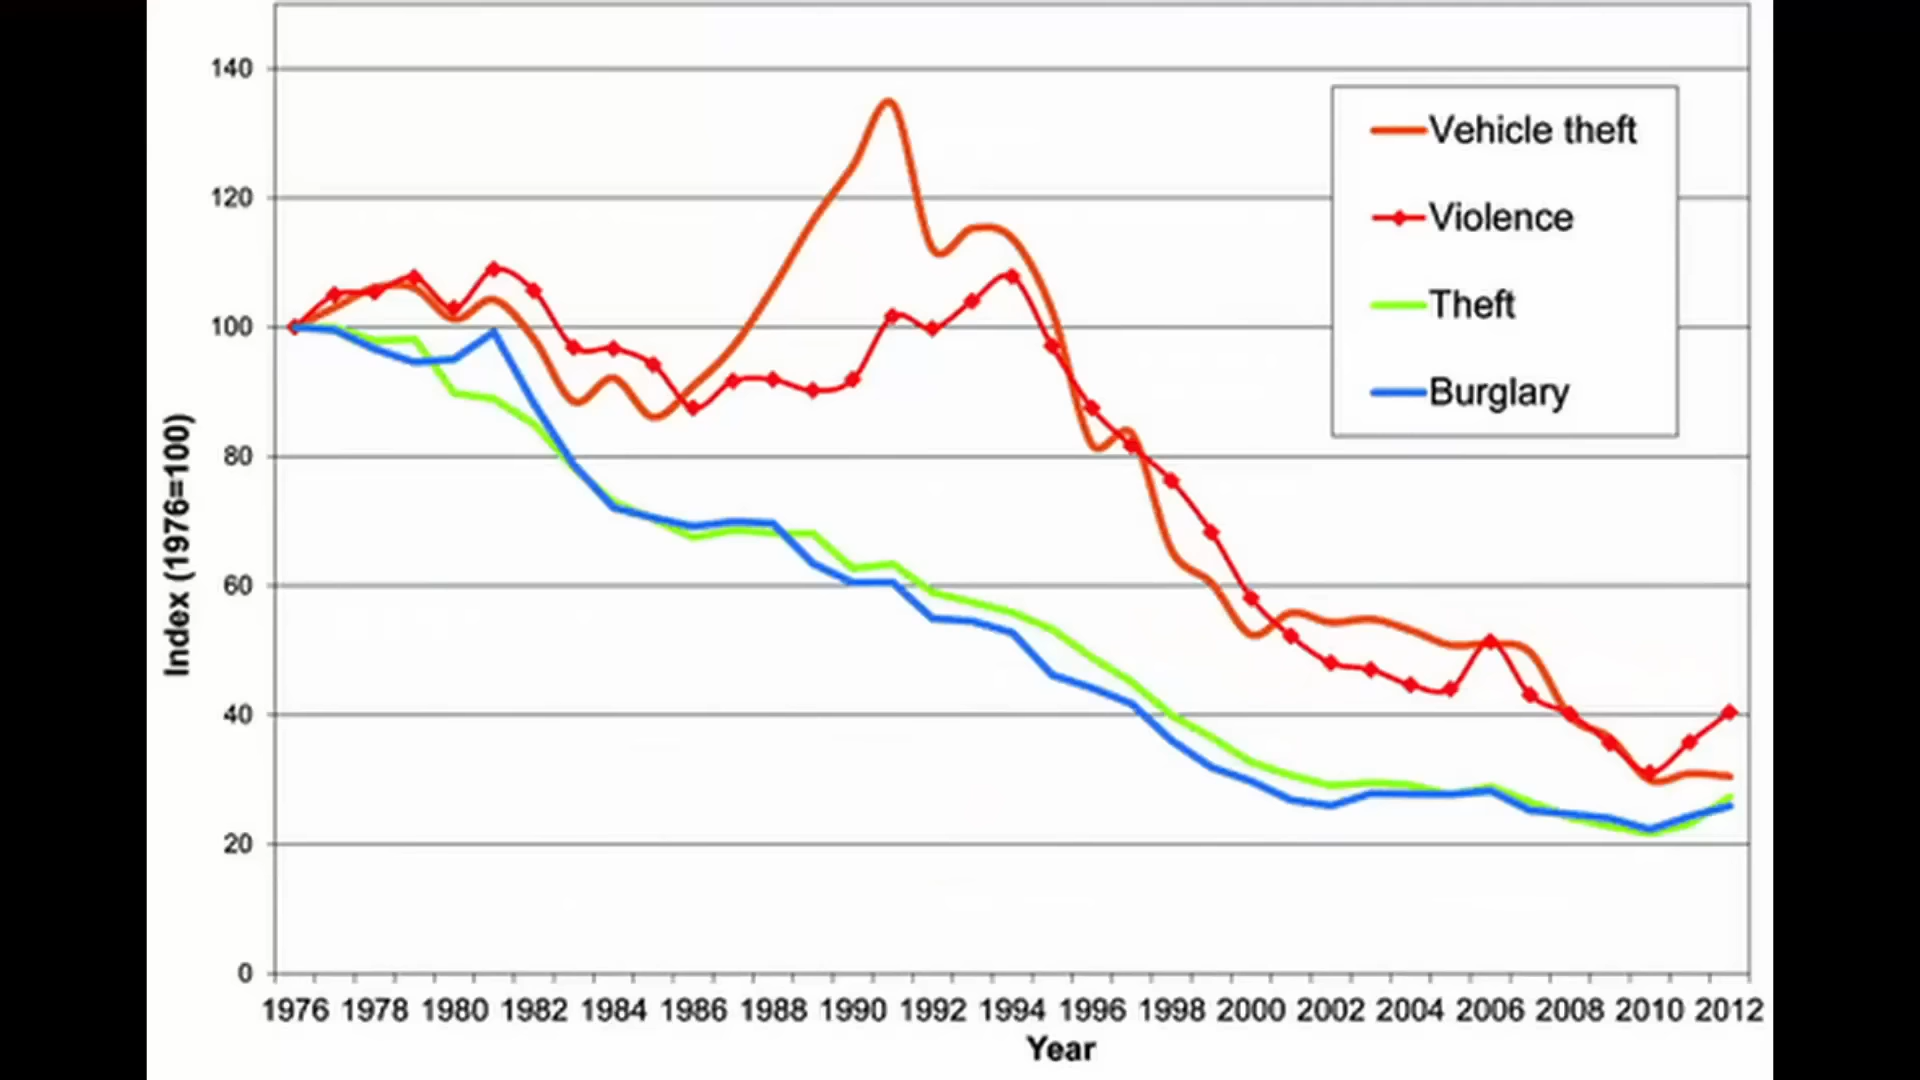 140
120
100
80
60
40
20
0
Index (1976=100)
Vehicle theft
Violence
Theft
Burglary
1976 1978 1980 1982 1984 1986 1988 1990 1992 1994 1996 1998 2000 2002 2004 2006 2008 2010 2012
Year